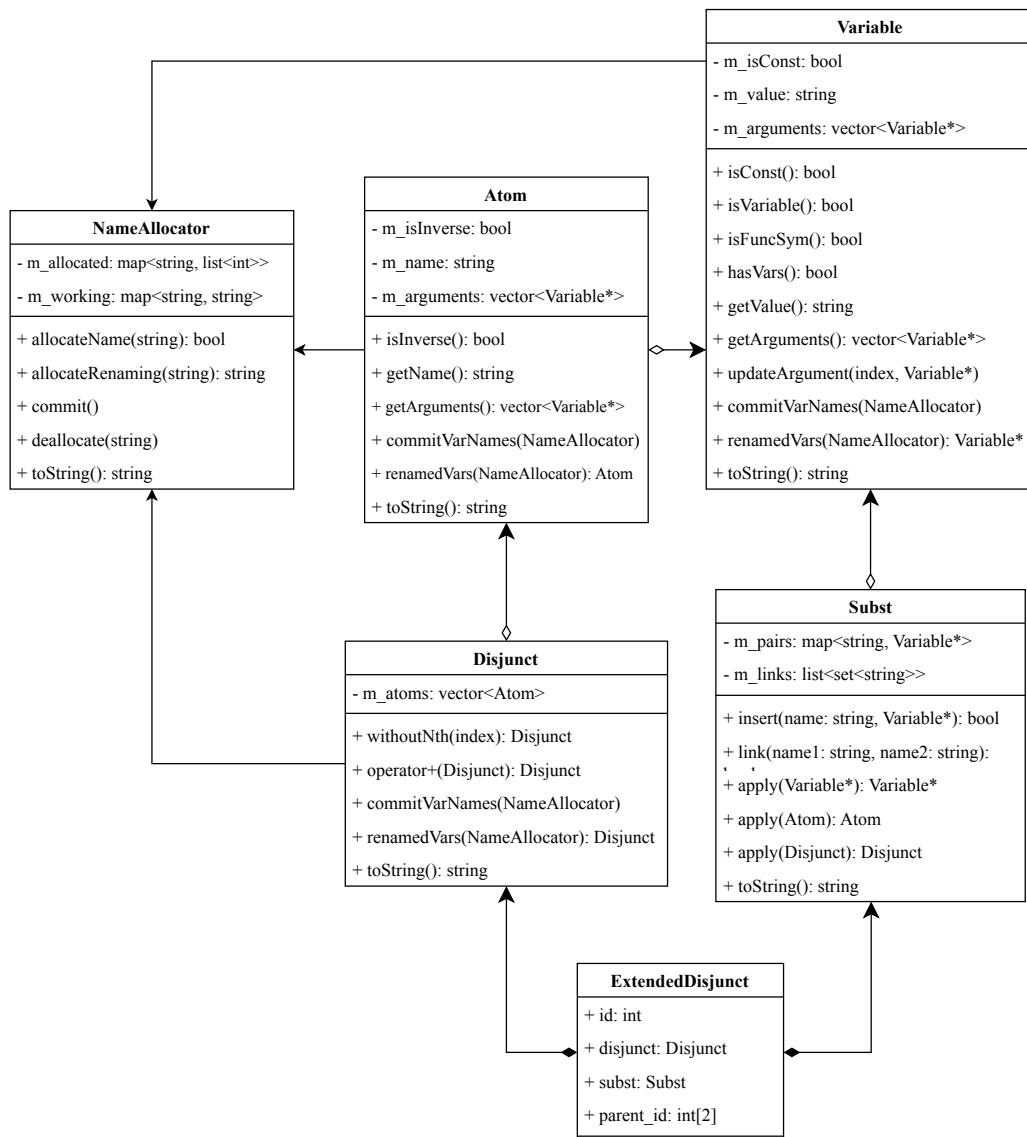 Variable
- m_isConst: bool
- m_value: string
- m_arguments: vector<Variable*>
+ isConst(): bool
+ isVariable(): bool
+ isFuncSym(): bool
+ hasVars(): bool
+ getValue(): string
+ getArguments(): vector<Variable*>
+ updateArgument(index, Variable*)
+ commitVarNames(NameAllocator)
+ renamedVars(NameAllocator): Variable*
+ toString(): string
Atom
- m_isInverse: bool
- m_name: string
- m_arguments: vector<Variable*>
+ isInverse(): bool
+ getName(): string
+ getArguments(): vector<Variable*>
+ commitVarNames(NameAllocator)
+ renamedVars(NameAllocator): Atom
+ toString(): string
NameAllocator
- m_allocated: map<string, list<int>>
- m_working: map<string, string>
+ allocateName(string): bool
+ allocateRenaming(string): string
+ commit()
+ deallocate(string)
+ toString(): string
Disjunct
- m_atoms: vector<Atom>
+ withoutNth(index): Disjunct
+ operator+(Disjunct): Disjunct
+ commitVarNames(NameAllocator)
+ renamedVars(NameAllocator): Disjunct
+ toString(): string
Subst
- m_pairs: map<string, Variable*>
- m_links: list<set<string>>
+ insert(name: string, Variable*): bool
+ link(name1: string, name2: string):
+ apply(Variable*): Variable*
+ apply(Atom): Atom
+ apply(Disjunct): Disjunct
+ toString(): string
ExtendedDisjunct
+ id: int
+ disjunct: Disjunct
+ subst: Subst
+ parent_id: int[2]